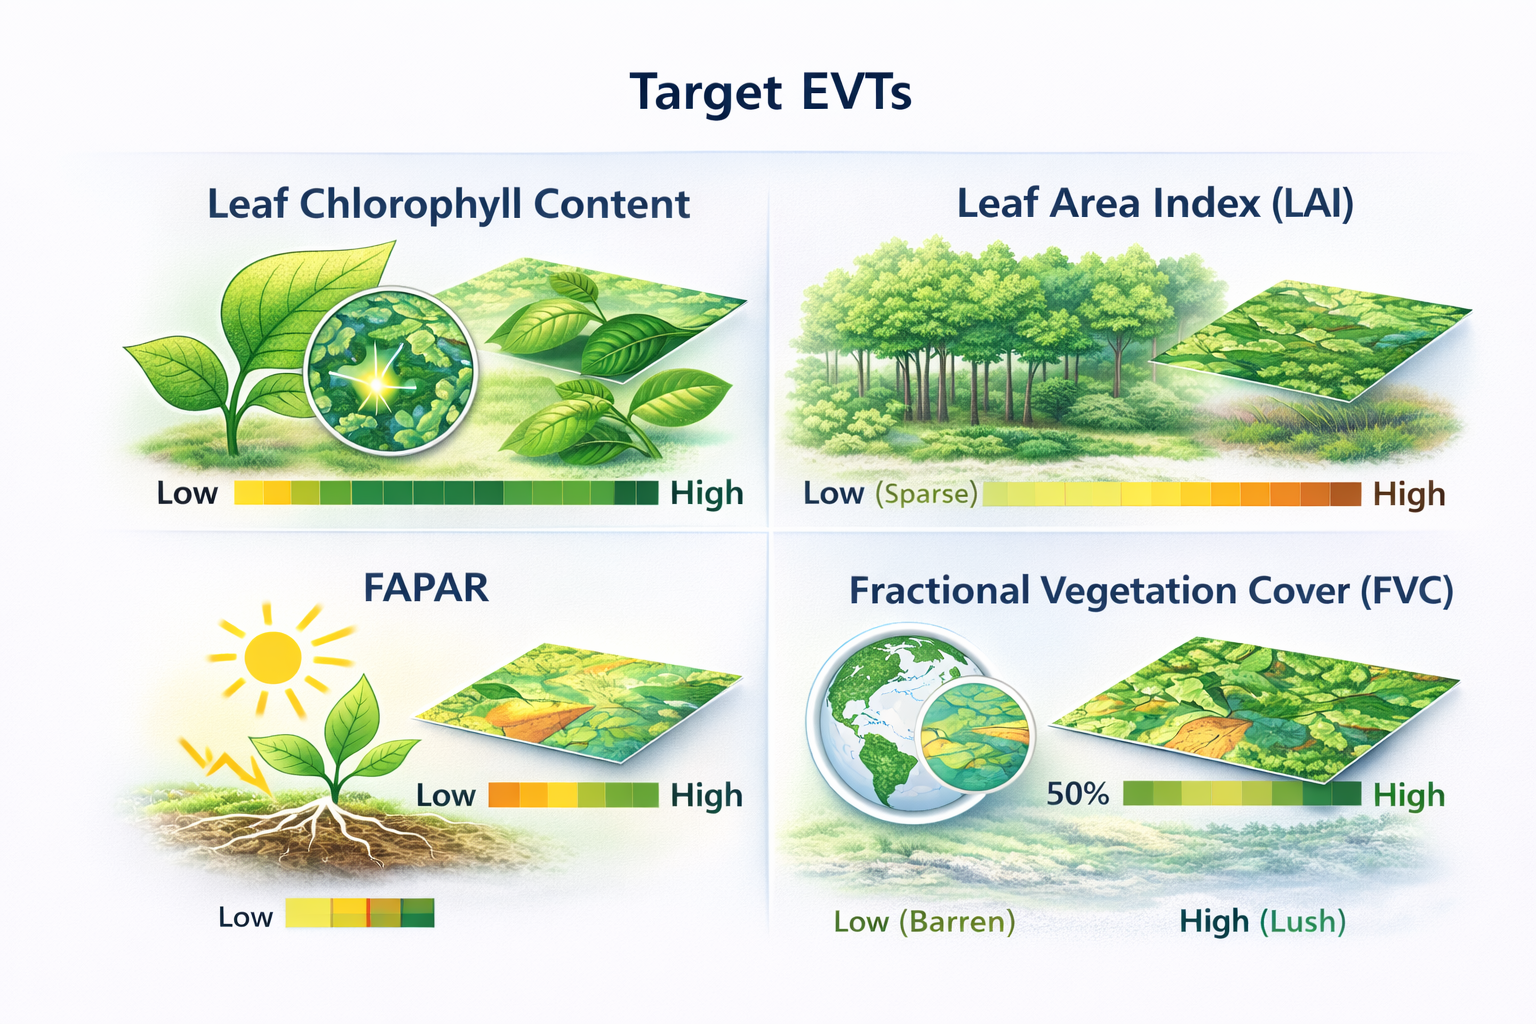 Target EVTs
Leaf Chlorophyll Content
Low High
Leaf Area Index (LAI)
Low (Sparse) High
FAPAR
Low High
Low
Fractional Vegetation Cover (FVC)
50% High
Low (Barren) High (Lush)